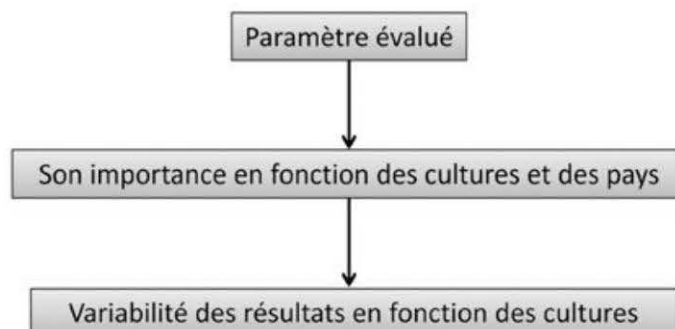 Paramètre évalué
Son importance en fonction des cultures et des pays
Variabilité des résultats en fonction des cultures